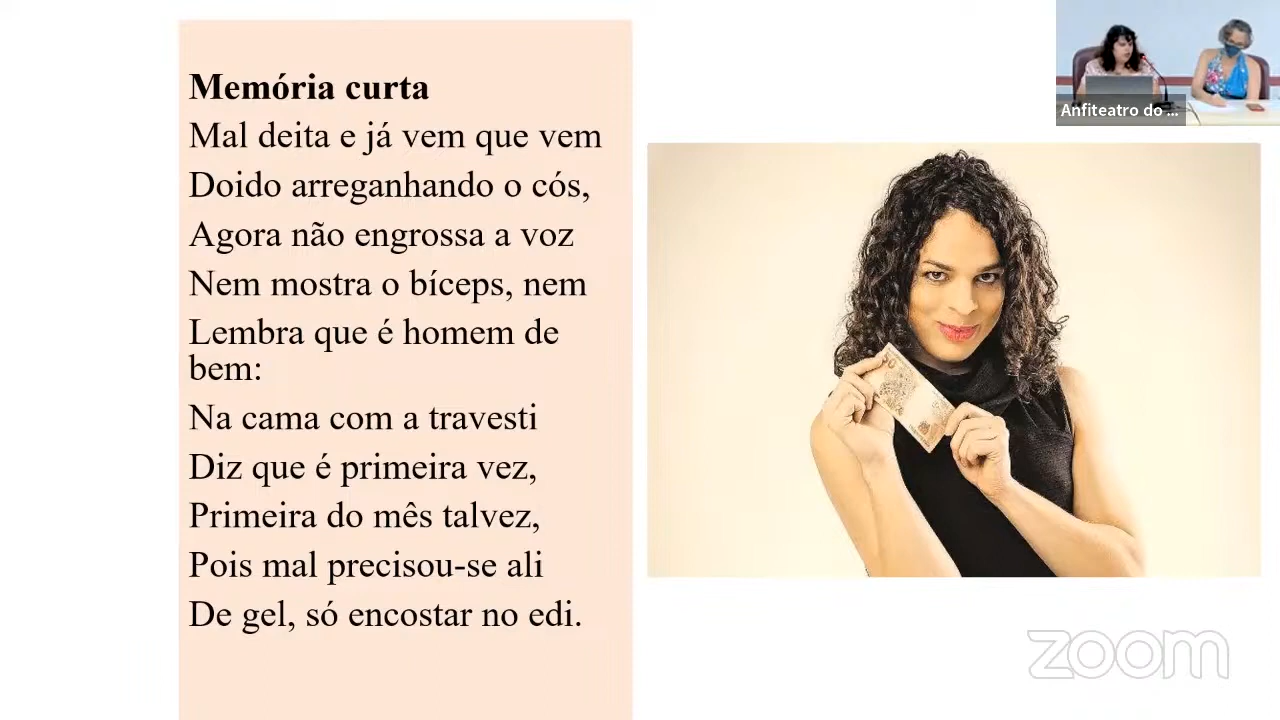 Memória curta
Mal deita e já vem que vem
Doido arreganhando o cós,
Agora não engrossa a voz
Nem mostra o bíceps, nem
Lembra que é homem de
bem:
Na cama com a travesti
Diz que é primeira vez,
Primeira do mês talvez,
Pois mal precisou-se ali
De gel, só encostar no edi.
Anfiteatro do ...
zoom